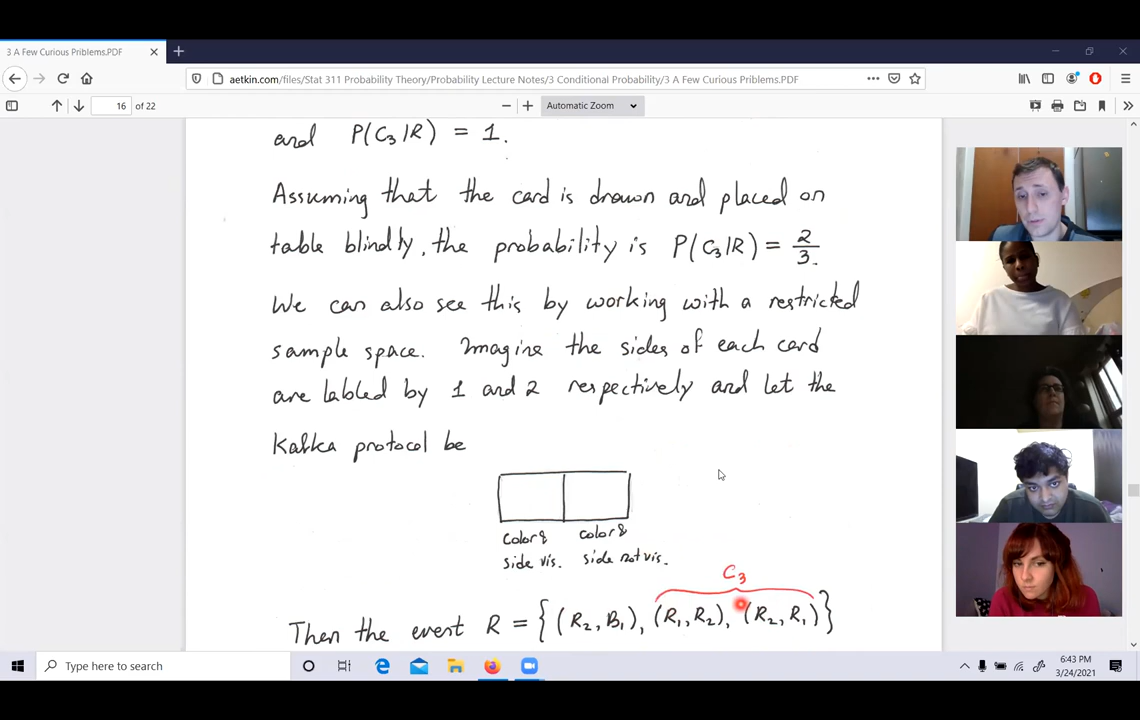 3 A Few Curious Priblems.PDF
aetkin.com/files/Stat 311 Probability Theory/Probability Lecture Notes/3 Conditional Probability/3 A Few Curious Priblems.PDF
16 of 22
Automatic Zoom
and P(C₃|R) = 1.
Assuming that the card is drawn and placed on
table blindly, the probability is P(C₃|R) = 2/3.
We can also see this by working with a restricted
sample space. Imagine the sides of each card
are labled by 1 and 2 respectively and let the
Kafka protocol be
color & color &
side vis. side not vis.
C₃
Then the event R = {(R₂, B₁), (R₁, R₂), (R₂, R₁)}
Type here to search
6:43 PM
3/24/2021